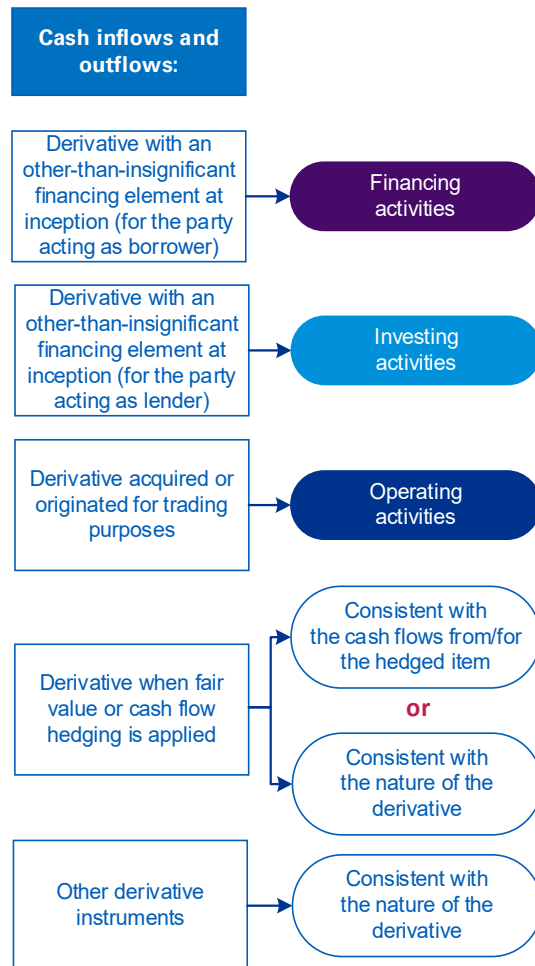 Cash inflows and
outflows:
Derivative with an
other-than-insignificant
financing element at
inception (for the party
acting as borrower)
Financing
activities
Derivative with an
other-than-insignificant
financing element at
inception (for the party
acting as lender)
Investing
activities
Derivative acquired or
originated for trading
purposes
Operating
activities
Derivative when fair
value or cash flow
hedging is applied
Consistent with
the cash flows from/for
the hedged item
or
Consistent with
the nature of the
derivative
Other derivative
instruments
Consistent with
the nature of the
derivative